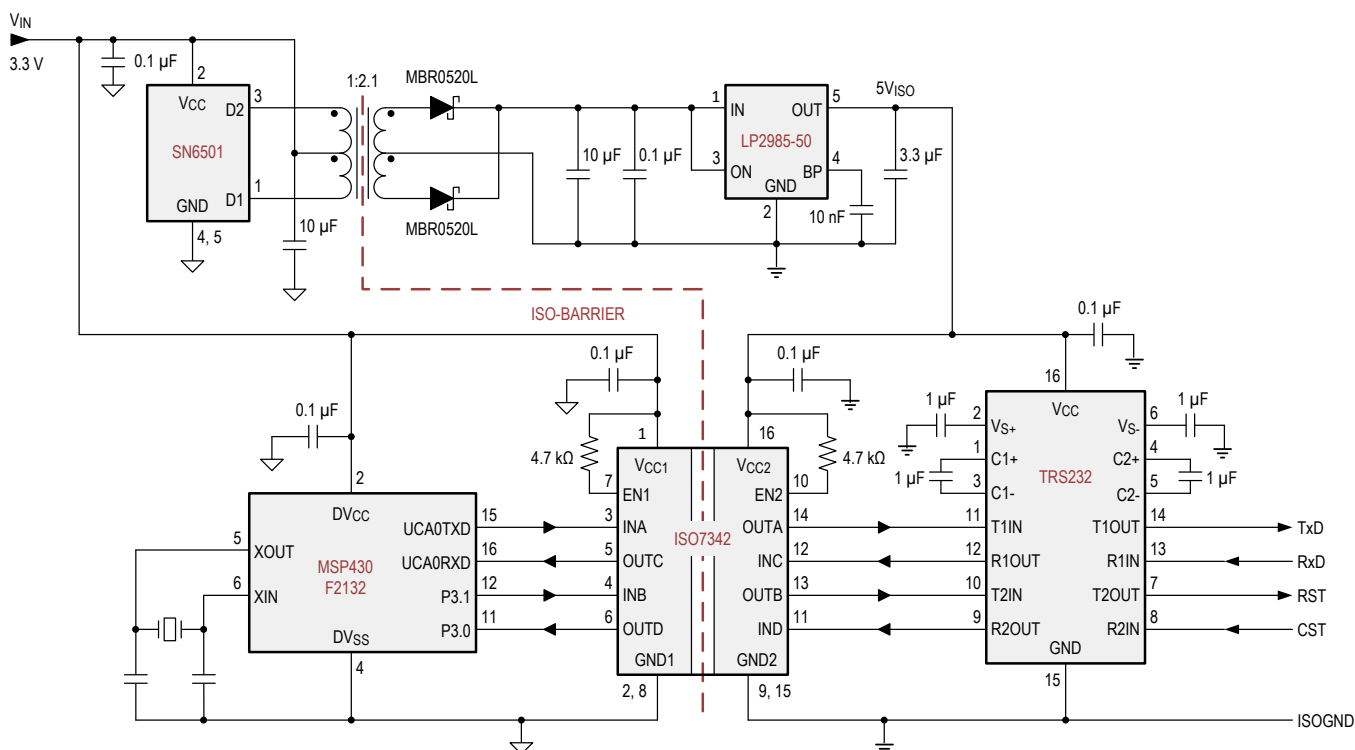 VIN
3.3 V
0.1 µF
2
VCC
D2
3
SN6501
D1
1
GND
4, 5
10 µF
1:2.1
MBR0520L
MBR0520L
10 µF
0.1 µF
1
IN
OUT
5
LP2985-50
3
ON
BP
4
GND
2
10 nF
5VISO
3.3 µF
ISO-BARRIER
0.1 µF
2
DVCC
5
XOUT
UCA0TXD
15
MSP430
F2132
UCA0RXD
16
6
XIN
P3.1
12
P3.0
11
DVSS
4
0.1 µF
4.7 kΩ
1
VCC1
7
EN1
3
INA
5
OUTC
4
INB
6
OUTD
GND1
2, 8
ISO7342
0.1 µF
4.7 kΩ
16
VCC2
EN2
10
OUTA
14
INC
12
OUTB
13
IND
11
GND2
9, 15
0.1 µF
16
VCC
1 µF
2
VS+
VS-
6
1 µF
1
C1+
C2+
4
1 µF
1 µF
3
C1-
C2-
5
TRS232
11
T1IN
T1OUT
14
TxD
12
R1OUT
R1IN
13
RxD
10
T2IN
T2OUT
7
RST
9
R2OUT
R2IN
8
CST
GND
15
ISOGND